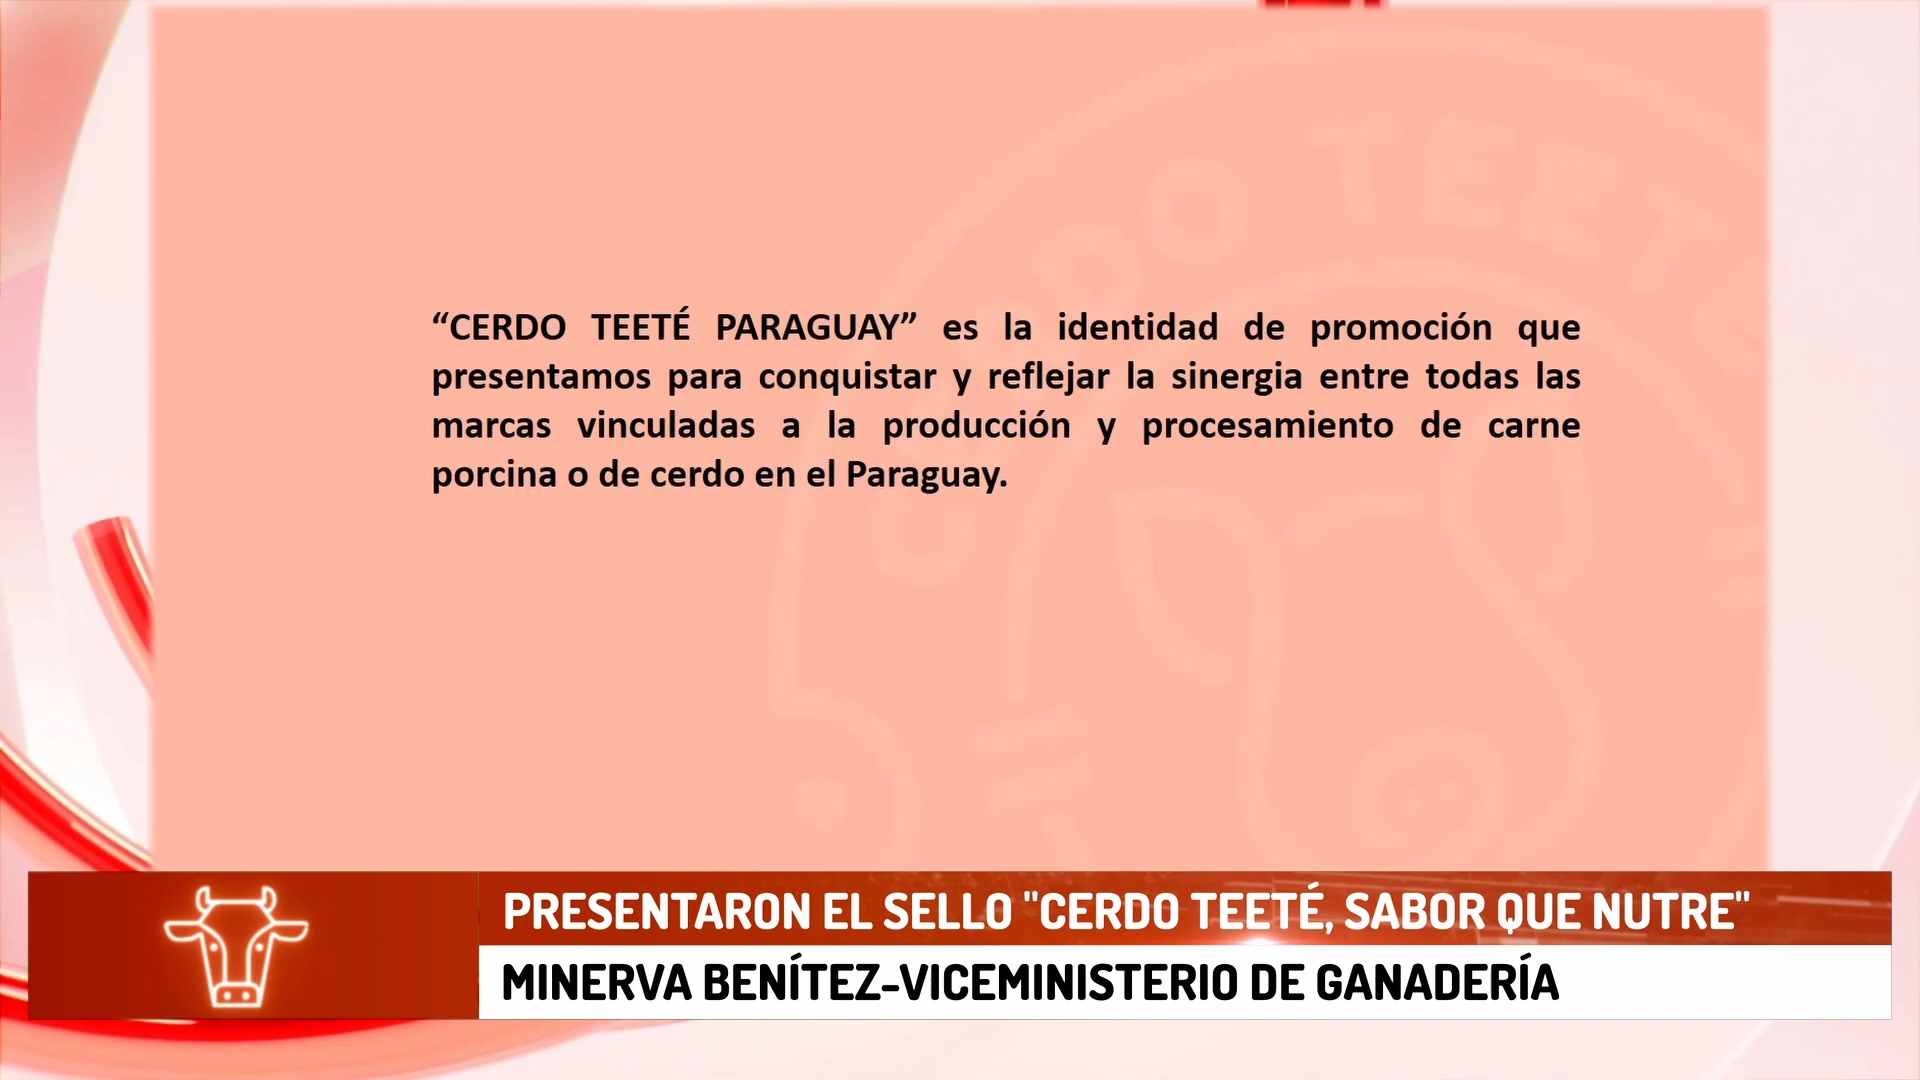 CERDO TEETÉ
“CERDO TEETÉ PARAGUAY” es la identidad de promoción que
presentamos para conquistar y reflejar la sinergia entre todas las
marcas vinculadas a la producción y procesamiento de carne
porcina o de cerdo en el Paraguay.
PRESENTARON EL SELLO "CERDO TEETÉ, SABOR QUE NUTRE"
MINERVA BENÍTEZ-VICEMINISTERIO DE GANADERÍA